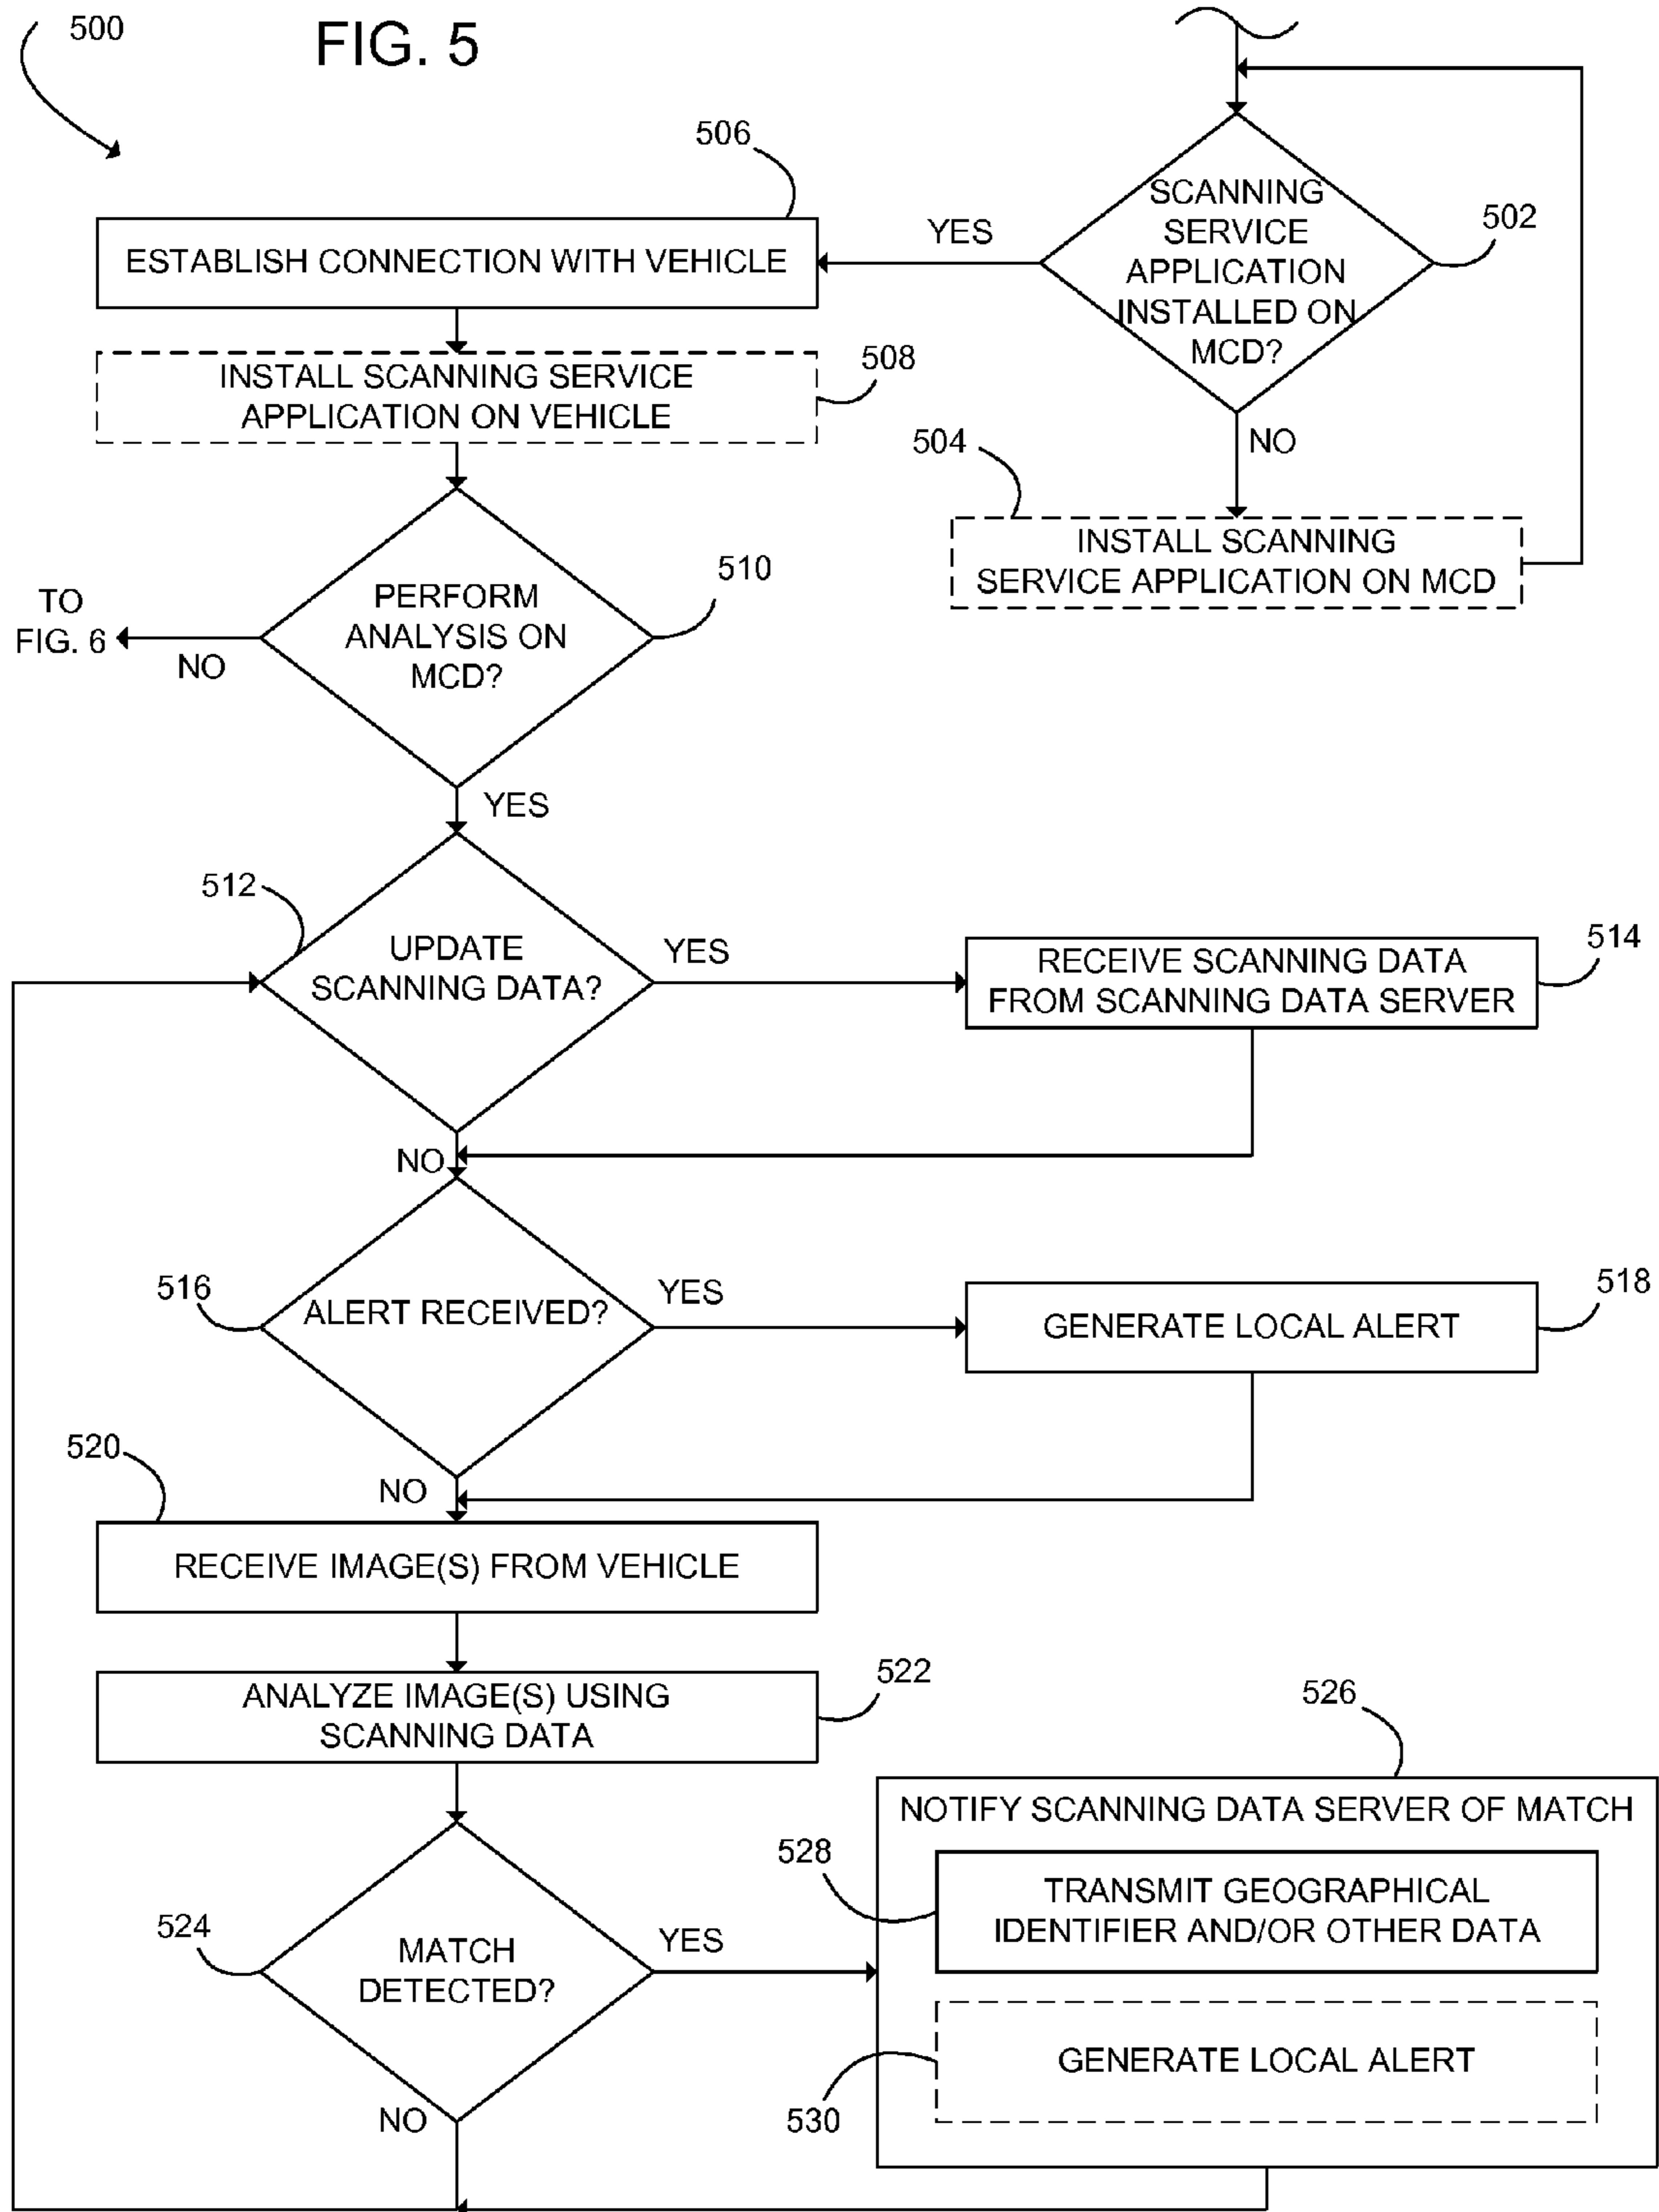 500
FIG. 5
506
SCANNING
SERVICE
APPLICATION
INSTALLED ON
MCD?
502
YES
ESTABLISH CONNECTION WITH VEHICLE
INSTALL SCANNING SERVICE
APPLICATION ON VEHICLE
508
504
NO
INSTALL SCANNING
SERVICE APPLICATION ON MCD
PERFORM
ANALYSIS ON
MCD?
510
TO
FIG. 6
NO
YES
512
UPDATE
SCANNING DATA?
YES
RECEIVE SCANNING DATA
FROM SCANNING DATA SERVER
514
NO
516
ALERT RECEIVED?
YES
GENERATE LOCAL ALERT
518
520
NO
RECEIVE IMAGE(S) FROM VEHICLE
ANALYZE IMAGE(S) USING
SCANNING DATA
522
526
NOTIFY SCANNING DATA SERVER OF MATCH
528
TRANSMIT GEOGRAPHICAL
IDENTIFIER AND/OR OTHER DATA
524
MATCH
DETECTED?
YES
GENERATE LOCAL ALERT
530
NO